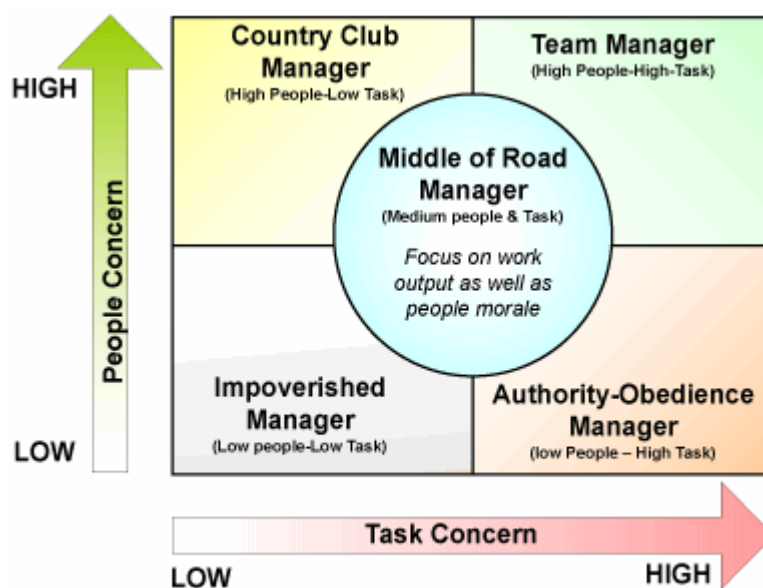 Country Club
Manager
(High People-Low Task)
Team Manager
(High People-High-Task)
HIGH
People Concern
LOW
Middle of Road
Manager
(Medium people & Task)
Focus on work
output as well as
people morale
Impoverished
Manager
(Low people-Low Task)
Authority-Obedience
Manager
(low People – High Task)
Task Concern
LOW
HIGH